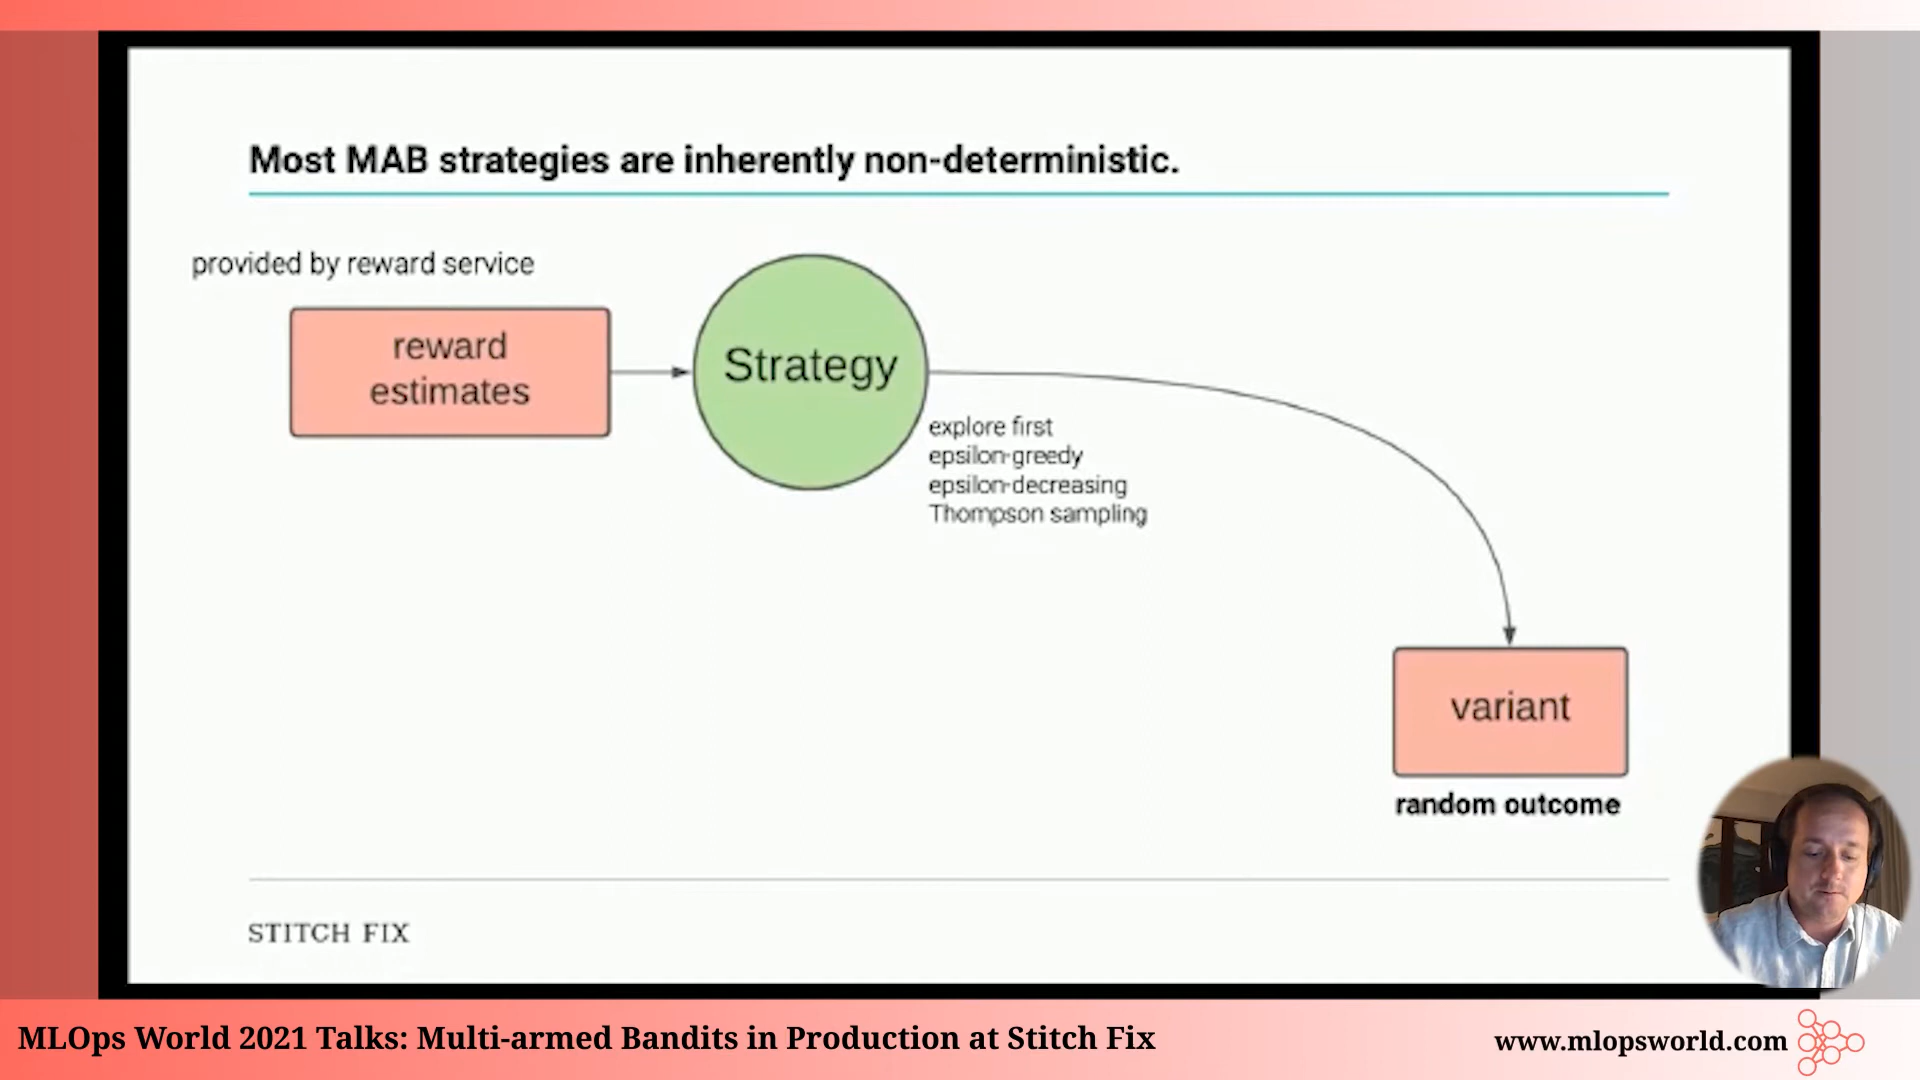 Most MAB strategies are inherently non-deterministic.
provided by reward service
reward
estimates
Strategy
explore first
epsilon-greedy
epsilon-decreasing
Thompson sampling
variant
random outcome
STITCH FIX
MLOps World 2021 Talks: Multi-armed Bandits in Production at Stitch Fix
www.mlopsworld.com